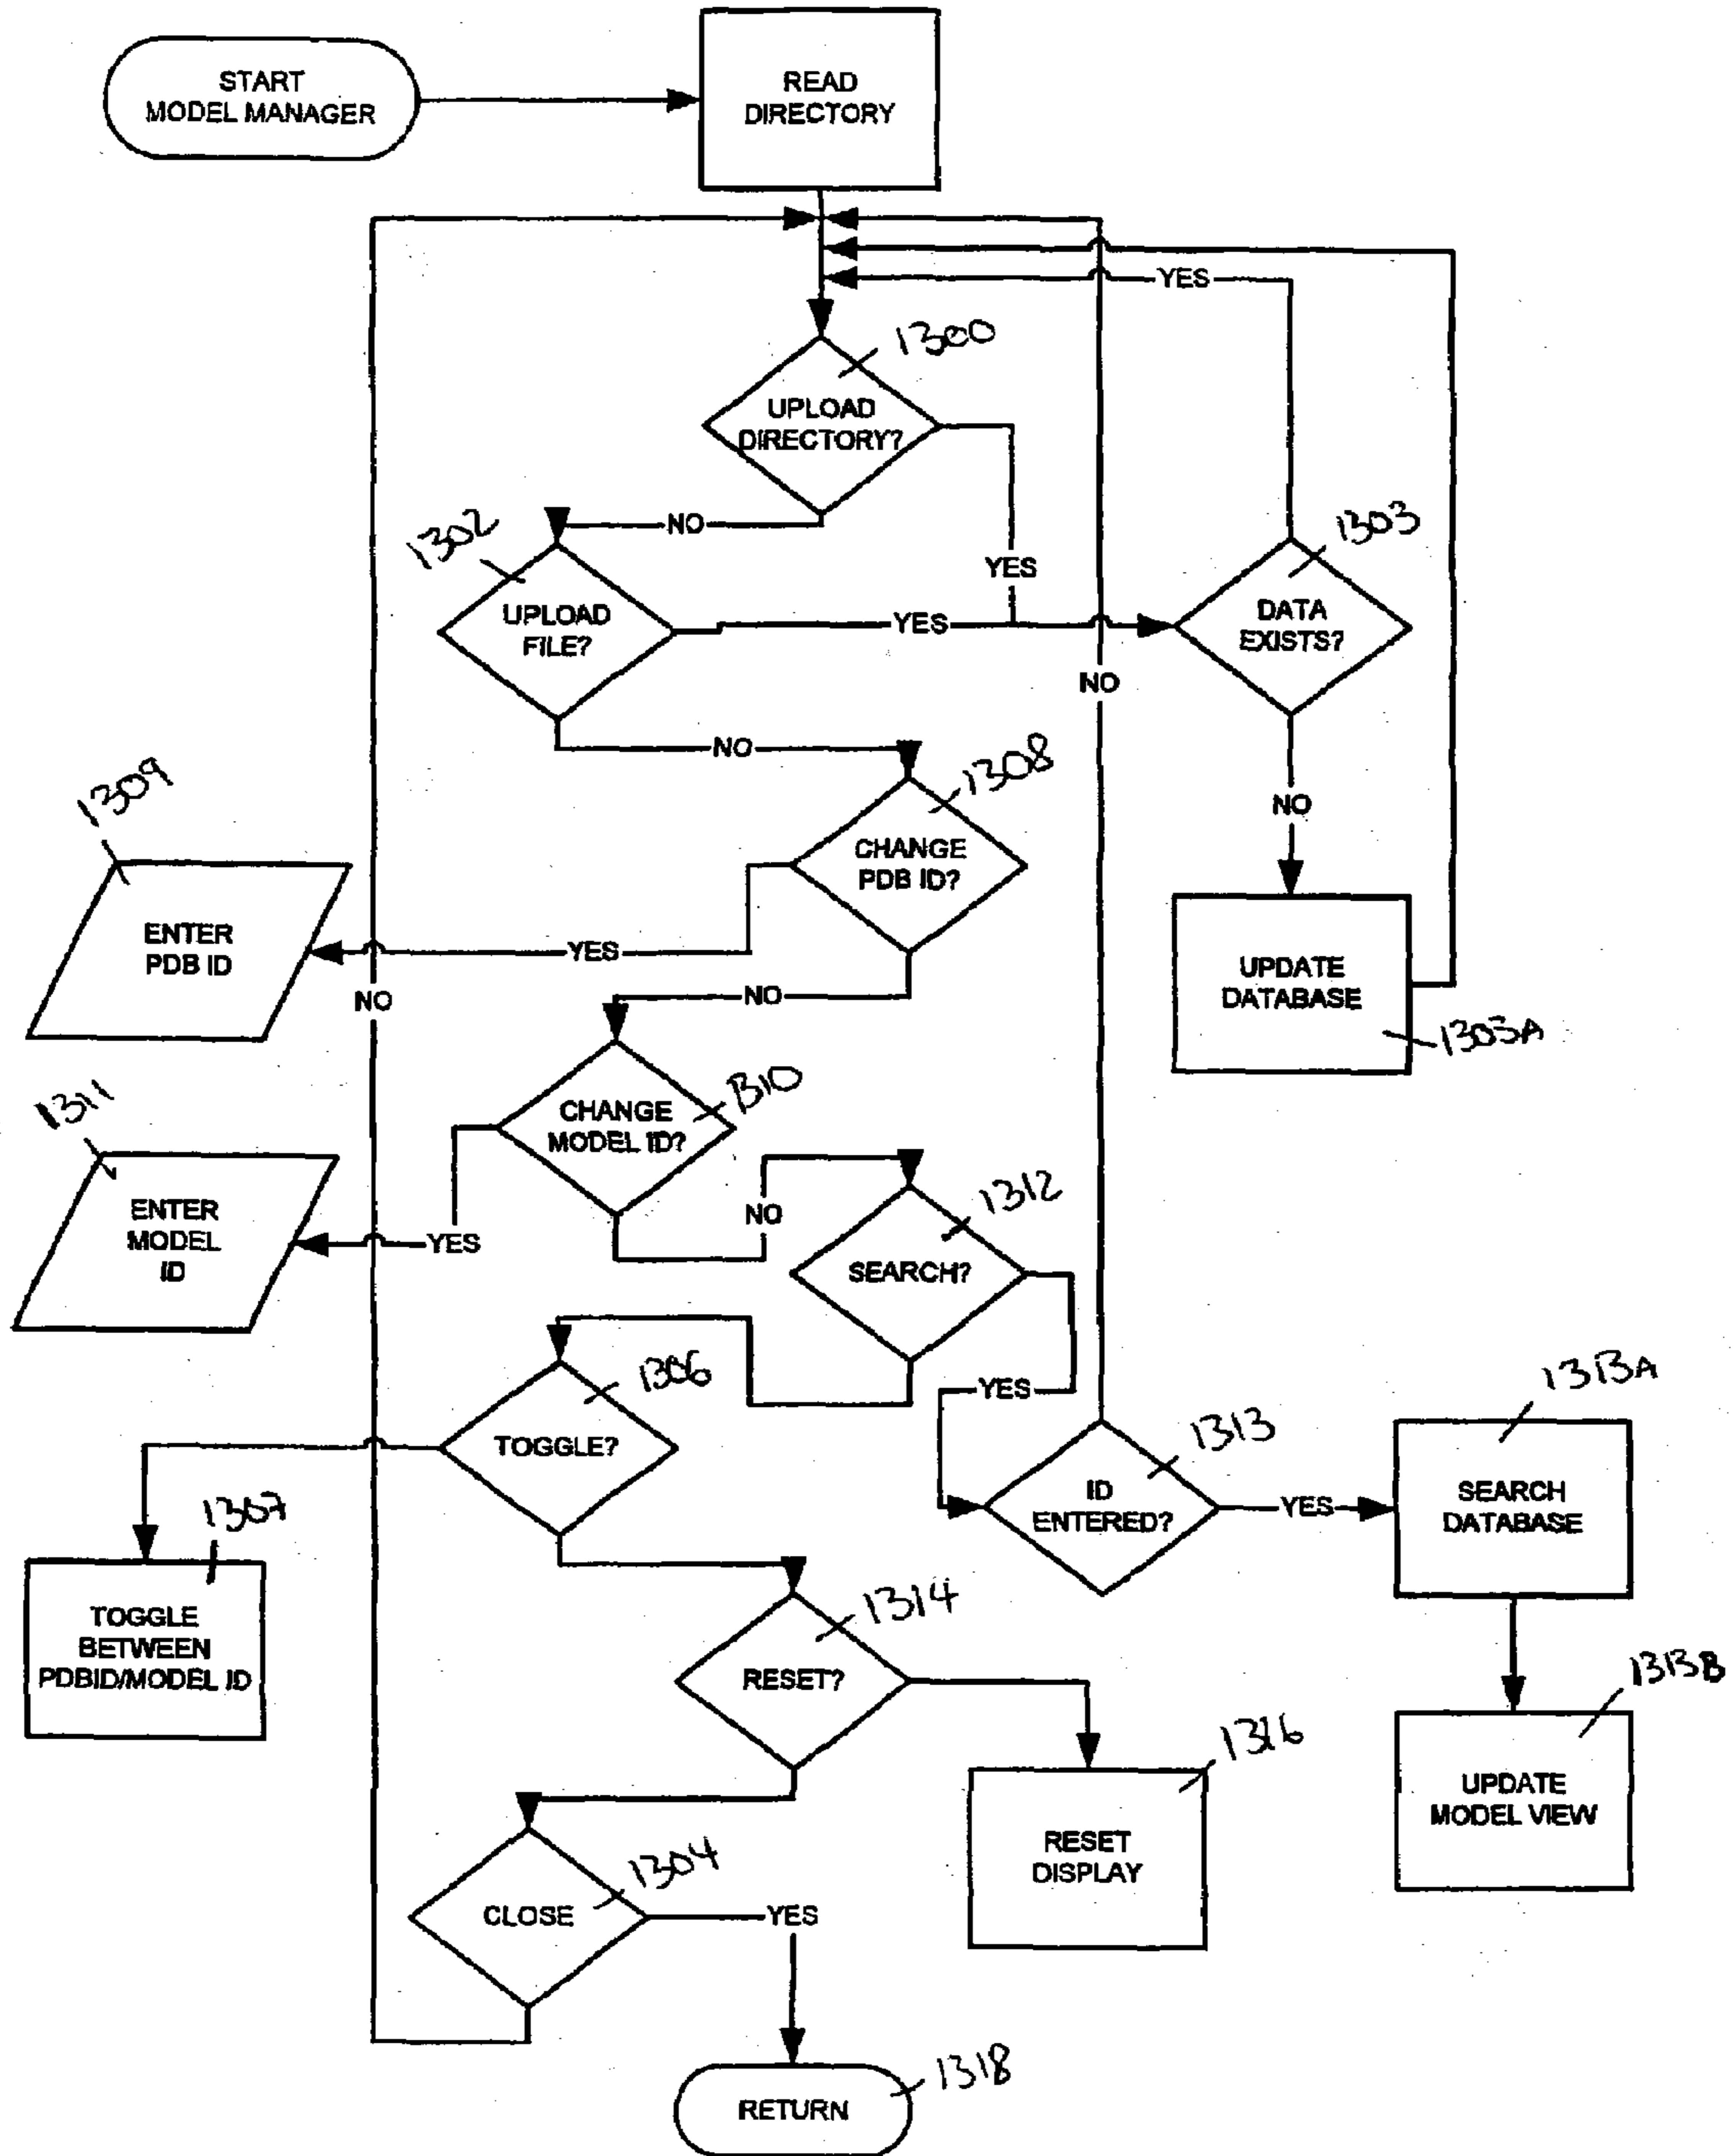 START
MODEL MANAGER
READ
DIRECTORY
YES
1300
UPLOAD
DIRECTORY?
NO
1302
1303
YES
UPLOAD
FILE?
YES
DATA
EXISTS?
NO
NO
1308
1309
NO
CHANGE
PDB ID?
ENTER
PDB ID
YES
UPDATE
DATABASE
NO
NO
1303A
1310
1311
CHANGE
MODEL ID?
1312
ENTER
MODEL
ID
NO
YES
SEARCH?
1306
YES
1313A
TOGGLE?
1313
ID
ENTERED?
YES
SEARCH
DATABASE
1307
TOGGLE
BETWEEN
PDBID/MODEL ID
1314
RESET?
1313B
1316
UPDATE
MODEL VIEW
RESET
DISPLAY
1304
CLOSE
YES
1318
RETURN